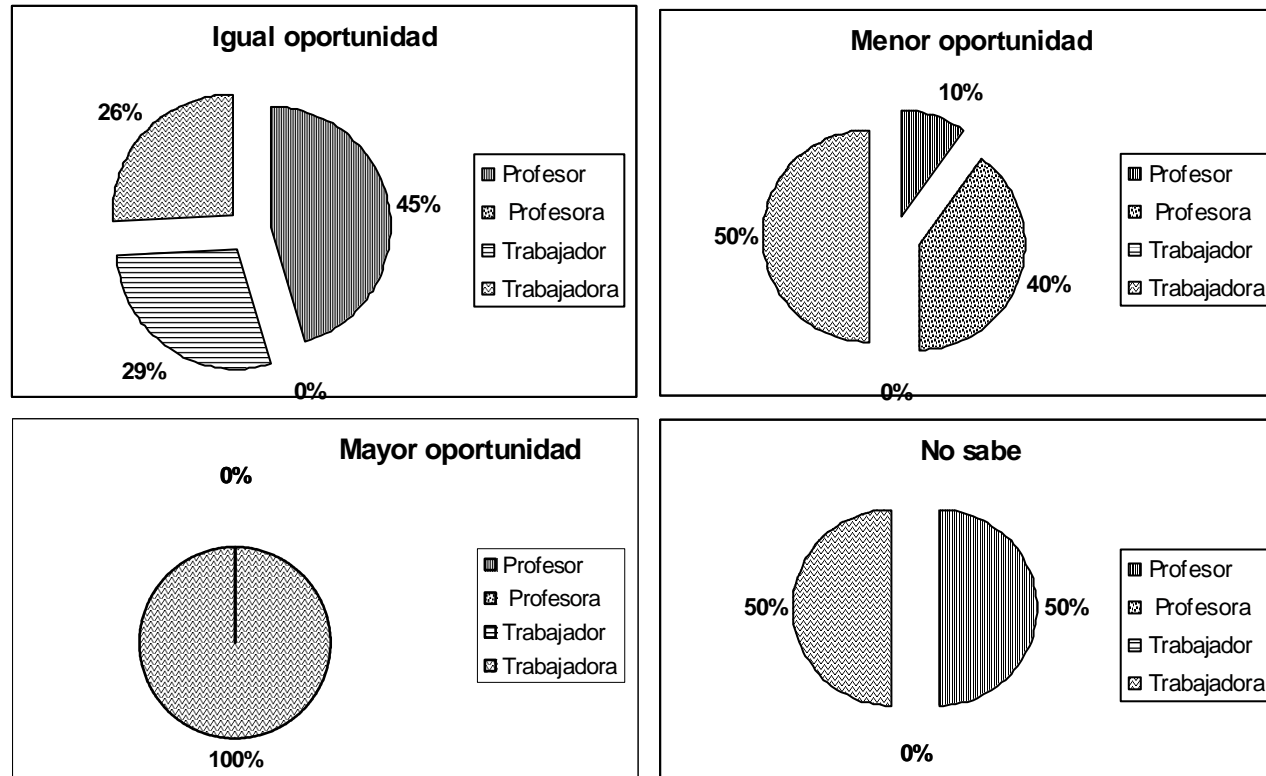 Igual oportunidad
26%
45%
29%
0%
Profesor
Profesora
Trabajador
Trabajadora
Menor oportunidad
10%
50%
40%
0%
Profesor
Profesora
Trabajador
Trabajadora
Mayor oportunidad
0%
100%
Profesor
Profesora
Trabajador
Trabajadora
No sabe
50%
50%
0%
Profesor
Profesora
Trabajador
Trabajadora